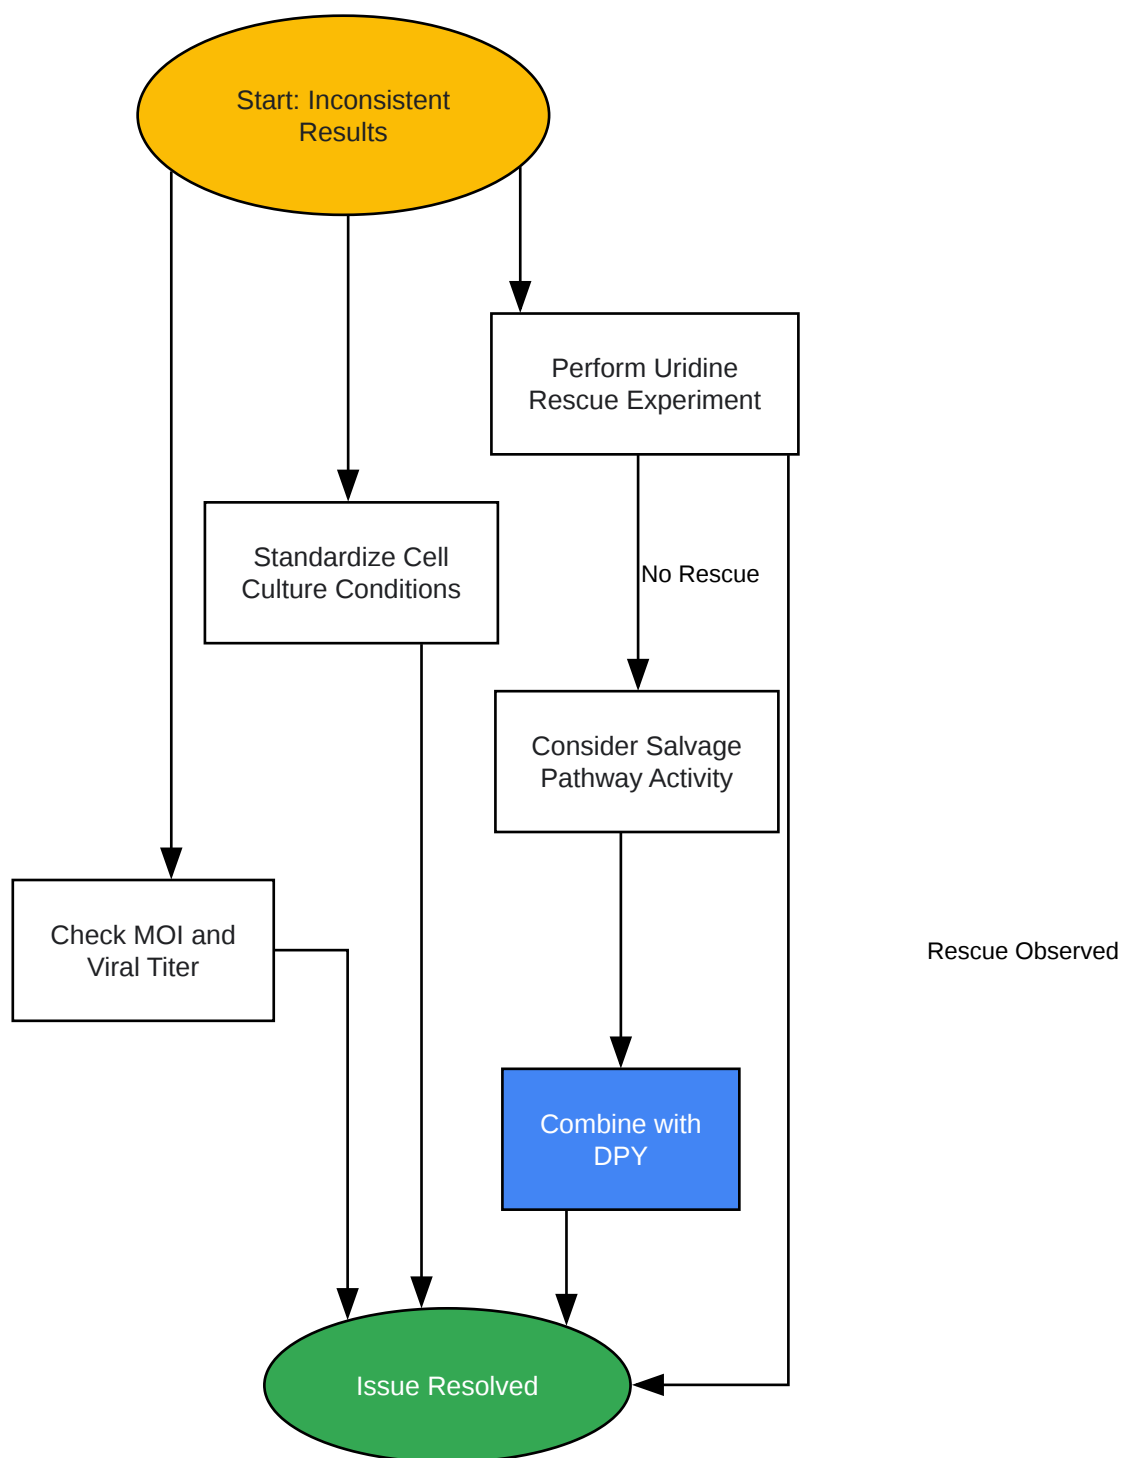 Start: Inconsistent
Results
Perform Uridine
Rescue Experiment
Standardize Cell
Culture Conditions
No Rescue
Consider Salvage
Pathway Activity
Check MOI and
Viral Titer
Rescue Observed
Combine with
DPY
Issue Resolved